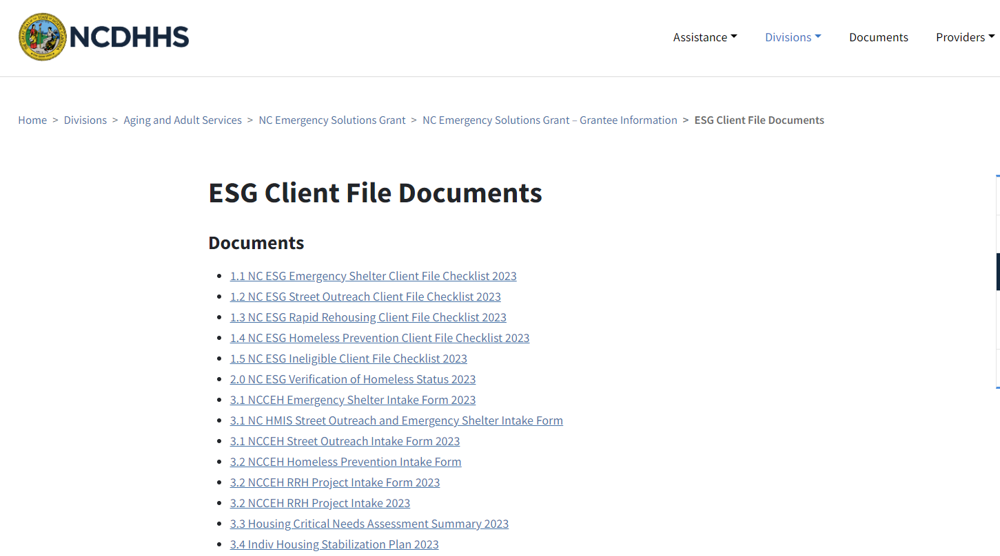 NCDHHS
Assistance Divisions Documents Providers
Home > Divisions > Aging and Adult Services > NC Emergency Solutions Grant > NC Emergency Solutions Grant – Grantee Information > ESG Client File Documents
ESG Client File Documents
Documents
1.1 NC ESG Emergency Shelter Client File Checklist 2023
1.2 NC ESG Street Outreach Client File Checklist 2023
1.3 NC ESG Rapid Rehousing Client File Checklist 2023
1.4 NC ESG Homeless Prevention Client File Checklist 2023
1.5 NC ESG Ineligible Client File Checklist 2023
2.0 NC ESG Verification of Homeless Status 2023
3.1 NCCEH Emergency Shelter Intake Form 2023
3.1 NC HMIS Street Outreach and Emergency Shelter Intake Form
3.1 NCCEH Street Outreach Intake Form 2023
3.2 NCCEH Homeless Prevention Intake Form
3.2 NCCEH RRH Project Intake Form 2023
3.2 NCCEH RRH Project Intake 2023
3.3 Housing Critical Needs Assessment Summary 2023
3.4 Indiv Housing Stabilization Plan 2023